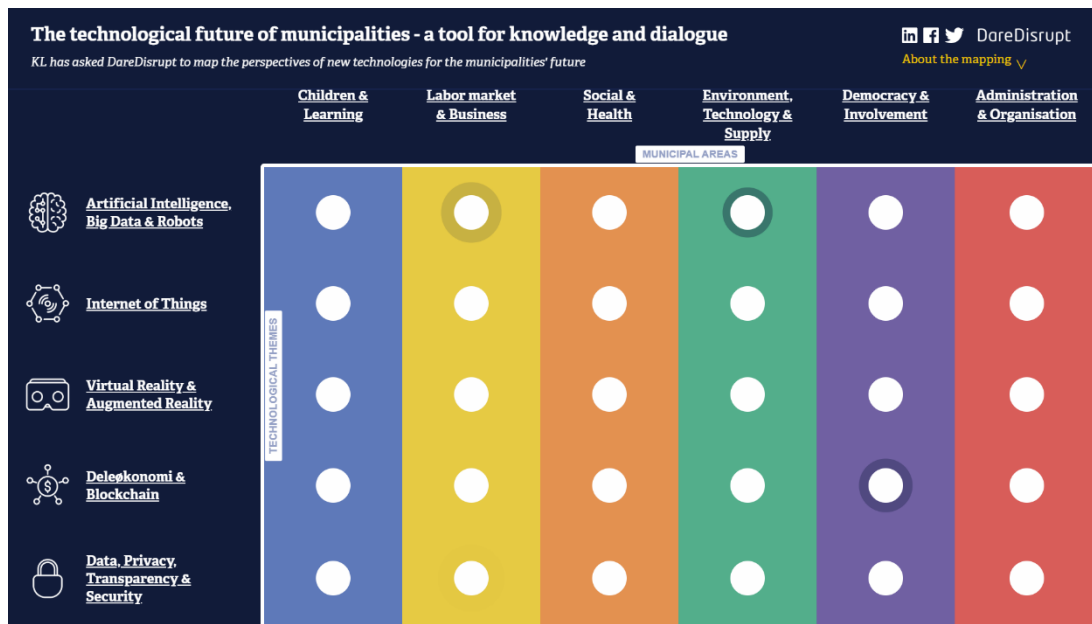 The technological future of municipalities - a tool for knowledge and dialogue
DareDisrupt
KL has asked DareDisrupt to map the perspectives of new technologies for the municipalities' future
About the mapping
Children &
Learning
Labor market
& Business
Social &
Health
Environment,
Technology &
Supply
Democracy &
Involvement
Administration
& Organisation
MUNICIPAL AREAS
TECHNOLOGICAL THEMES
Artificial Intelligence,
Big Data & Robots
Internet of Things
Virtual Reality &
Augmented Reality
Deleøkonomi &
Blockchain
Data, Privacy,
Transparency &
Security